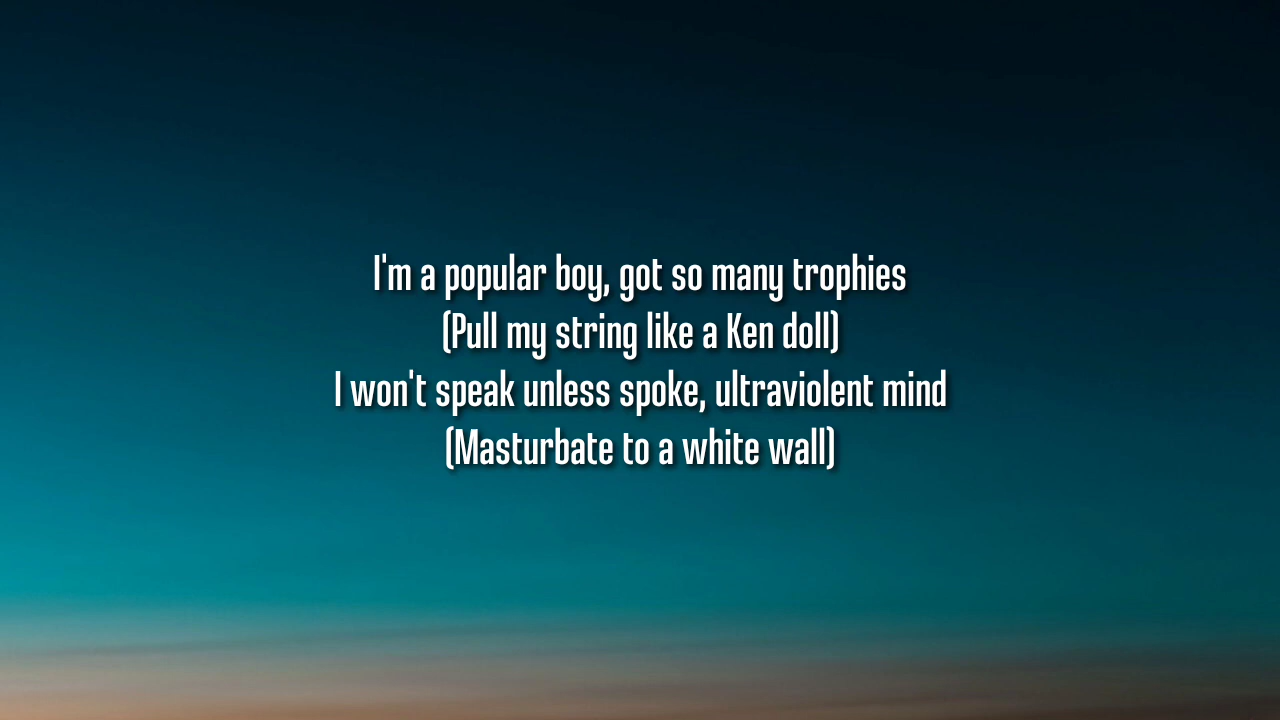 I'm a popular boy, got so many trophies
(Pull my string like a Ken doll)
I won't speak unless spoke, ultraviolent mind
(Masturbate to a white wall)